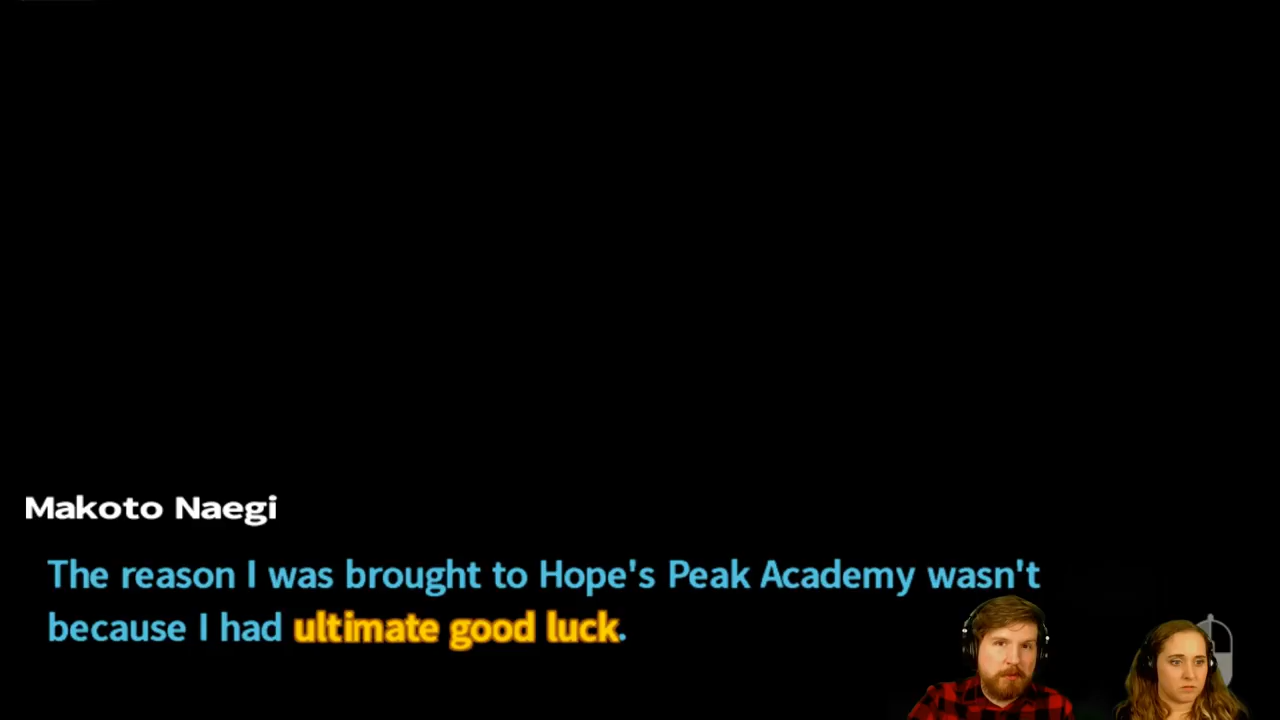 Makoto Naegi
The reason I was brought to Hope's Peak Academy wasn't
because I had ultimate good luck.